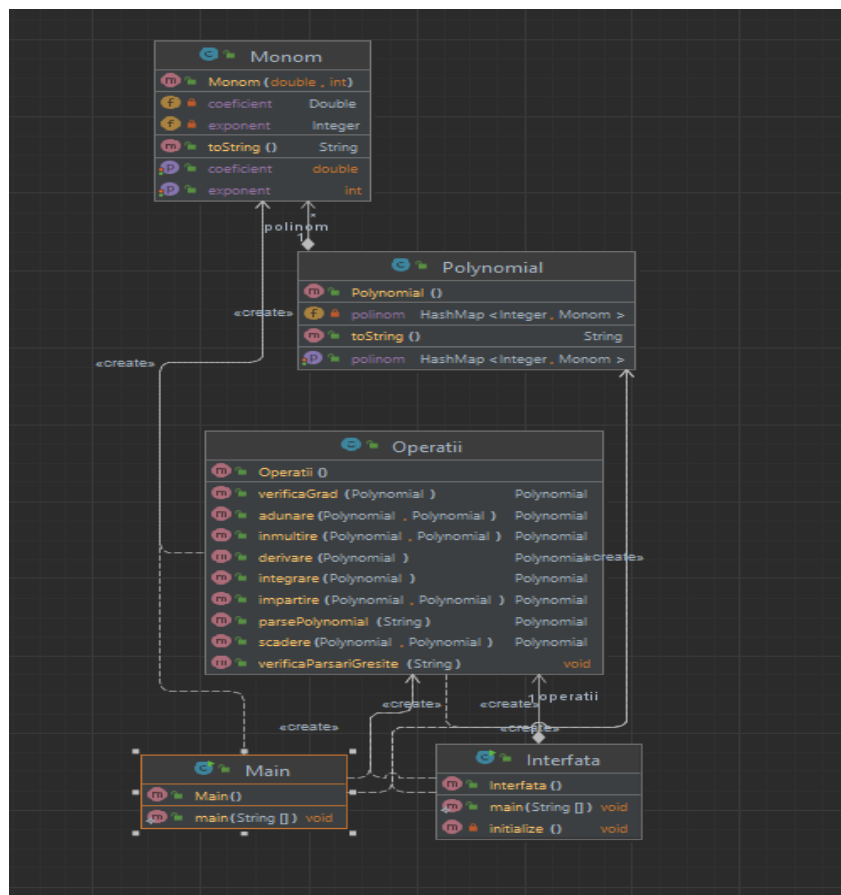 Monom
Monom (double , int)
coeficient Double
exponent Integer
toString () String
coeficient double
exponent int
*
polinom
1
Polynomial
Polynomial ()
«create»
polinom HashMap <Integer, Monom >
toString () String
polinom HashMap <Integer, Monom >
«create»
Operatii
Operatii ()
verificaGrad (Polynomial ) Polynomial
adunare (Polynomial , Polynomial ) Polynomial
inmultire (Polynomial , Polynomial ) Polynomial
derivare (Polynomial ) Polynomial
«create»
integrare (Polynomial ) Polynomial
impartire (Polynomial , Polynomial ) Polynomial
parsePolynomial (String ) Polynomial
scadere (Polynomial , Polynomial ) Polynomial
verificaParsariGresite (String ) void
1 operatii
«create» «create»
«create» «create»
Interfata
Main
Interfata ()
Main()
main(String []) void
main(String []) void
initialize () void